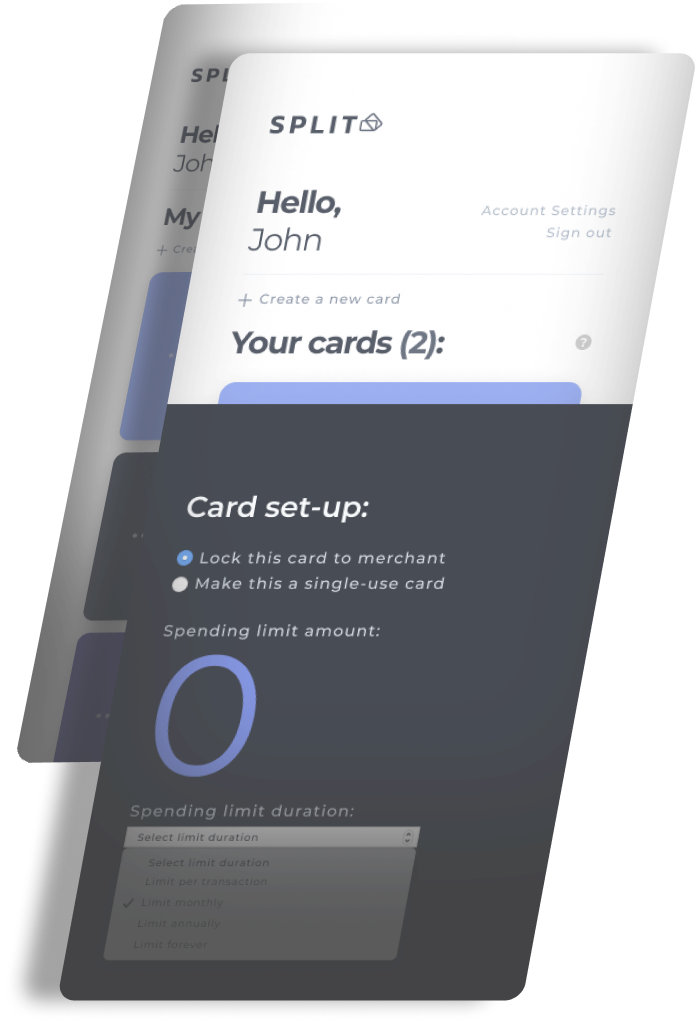 SPL
Hel
Joh
My
+ Crea
SPLIT
Hello,
John
Account Settings
Sign out
+ Create a new card
Your cards (2):
?
Card set-up:
Lock this card to merchant
Make this a single-use card
Spending limit amount:
0
Spending limit duration:
Select limit duration
Select limit duration
Limit per transaction
✓ Limit monthly
Limit annually
Limit forever